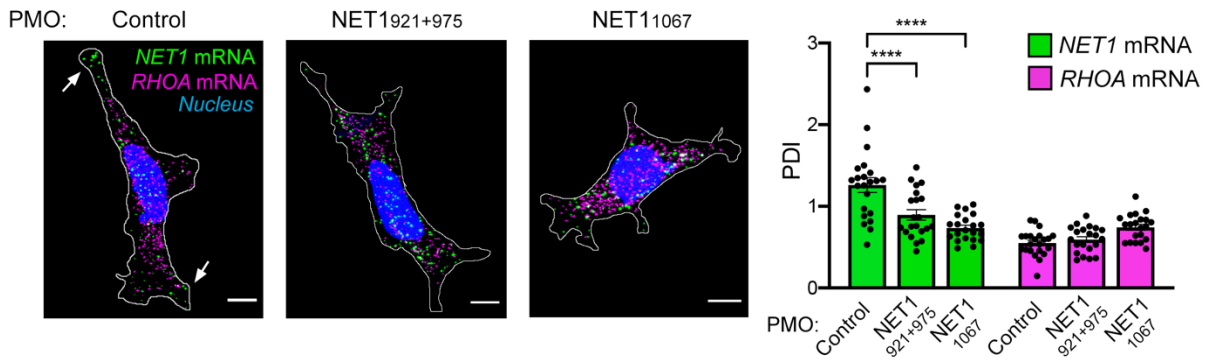 PMO: Control NET1921+975 NET11067
NET1 mRNA
RHOA mRNA
Nucleus
****
****
3
2
1
0
PDI
NET1 mRNA
RHOA mRNA
PMO: Control NET1 921+975 NET1 1067 Control NET1 921+975 NET1 1067